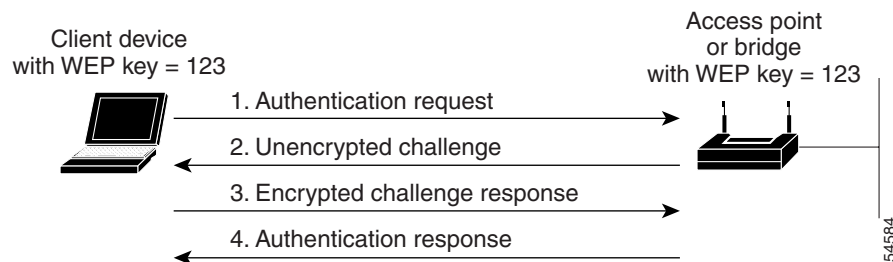 Client device
with WEP key = 123
Access point
or bridge
with WEP key = 123
1. Authentication request
2. Unencrypted challenge
3. Encrypted challenge response
4. Authentication response
54584